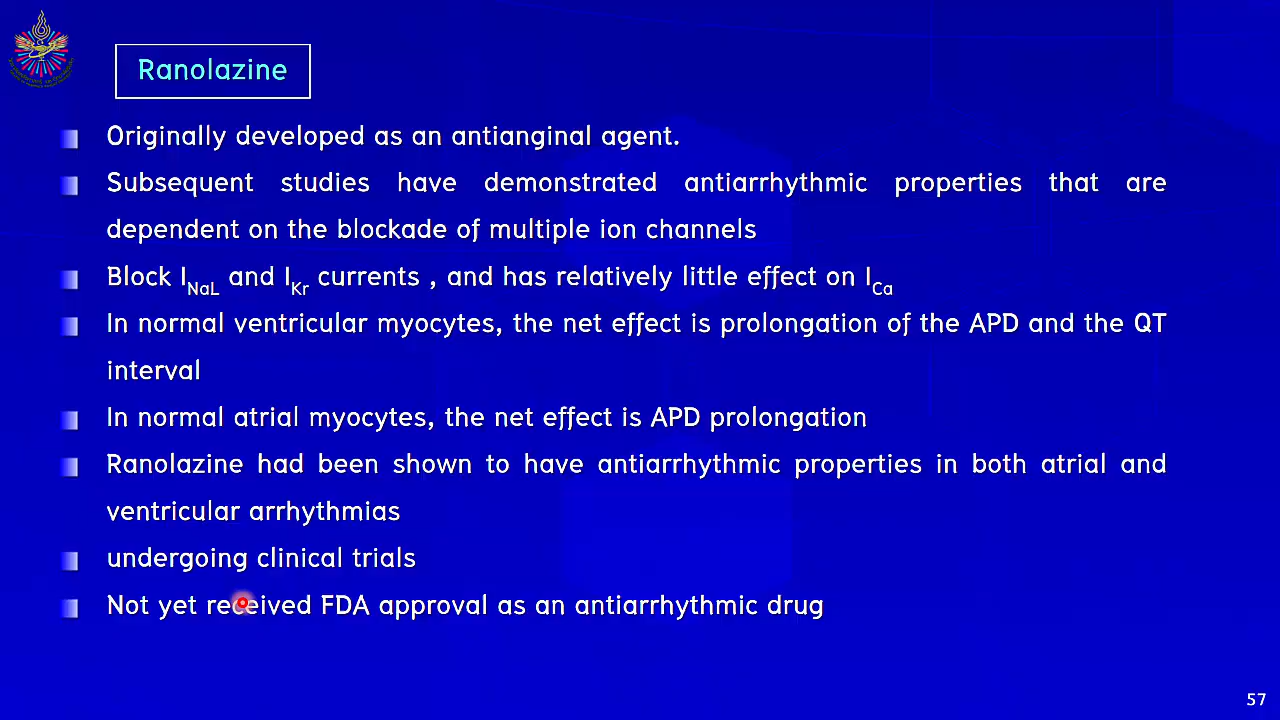 Ranolazine
Originally developed as an antianginal agent.
Subsequent studies have demonstrated antiarrhythmic properties that are
dependent on the blockade of multiple ion channels
Block INaL and IKr currents , and has relatively little effect on ICa
In normal ventricular myocytes, the net effect is prolongation of the APD and the QT
interval
In normal atrial myocytes, the net effect is APD prolongation
Ranolazine had been shown to have antiarrhythmic properties in both atrial and
ventricular arrhythmias
undergoing clinical trials
Not yet received FDA approval as an antiarrhythmic drug
57